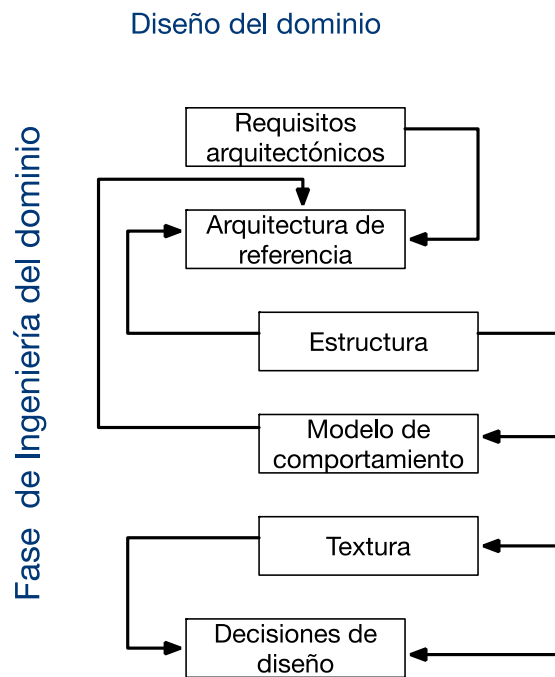 Diseño del dominio
Fase de Ingeniería del dominio
Requisitos
arquitectónicos
Arquitectura de
referencia
Estructura
Modelo de
comportamiento
Textura
Decisiones de
diseño